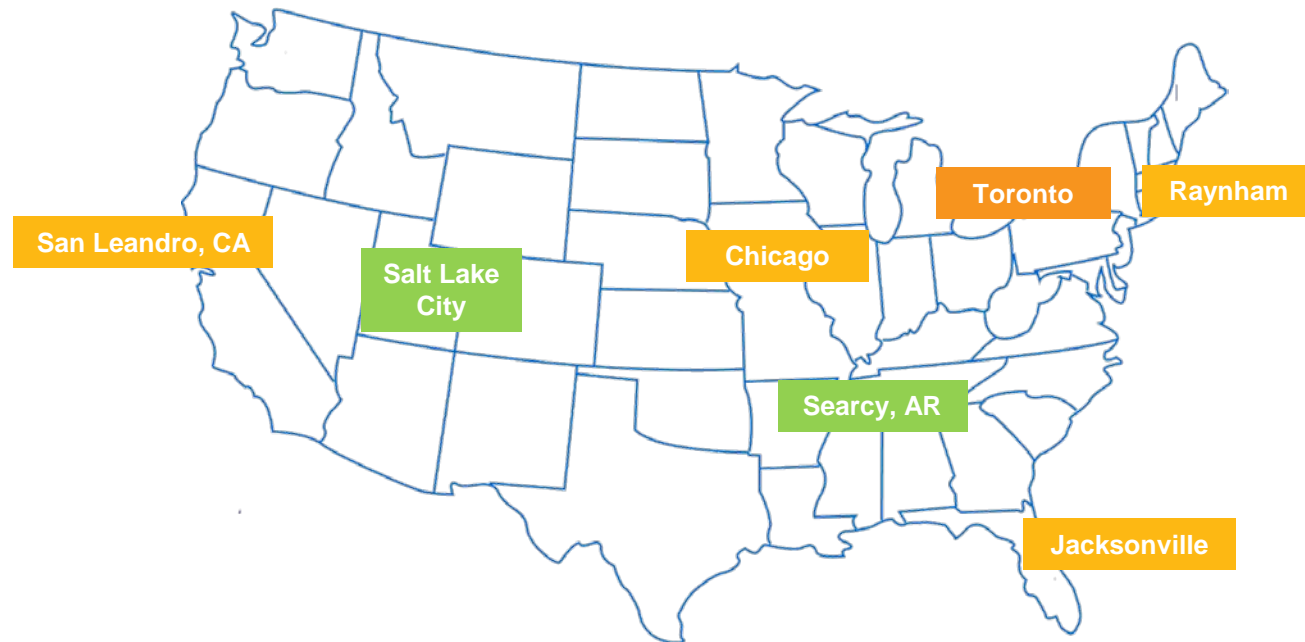 Toronto
Raynham
San Leandro, CA
Chicago
Salt Lake
City
Searcy, AR
Jacksonville